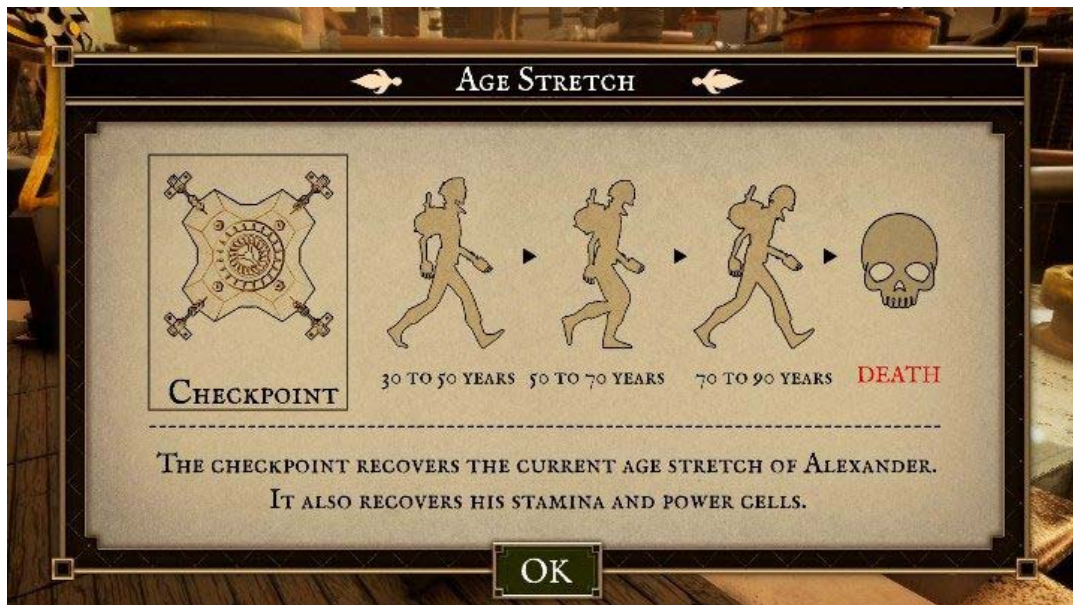 Age Stretch
Checkpoint
30 to 50 years
50 to 70 years
70 to 90 years
DEATH
The checkpoint recovers the current age stretch of Alexander.
It also recovers his stamina and power cells.
OK